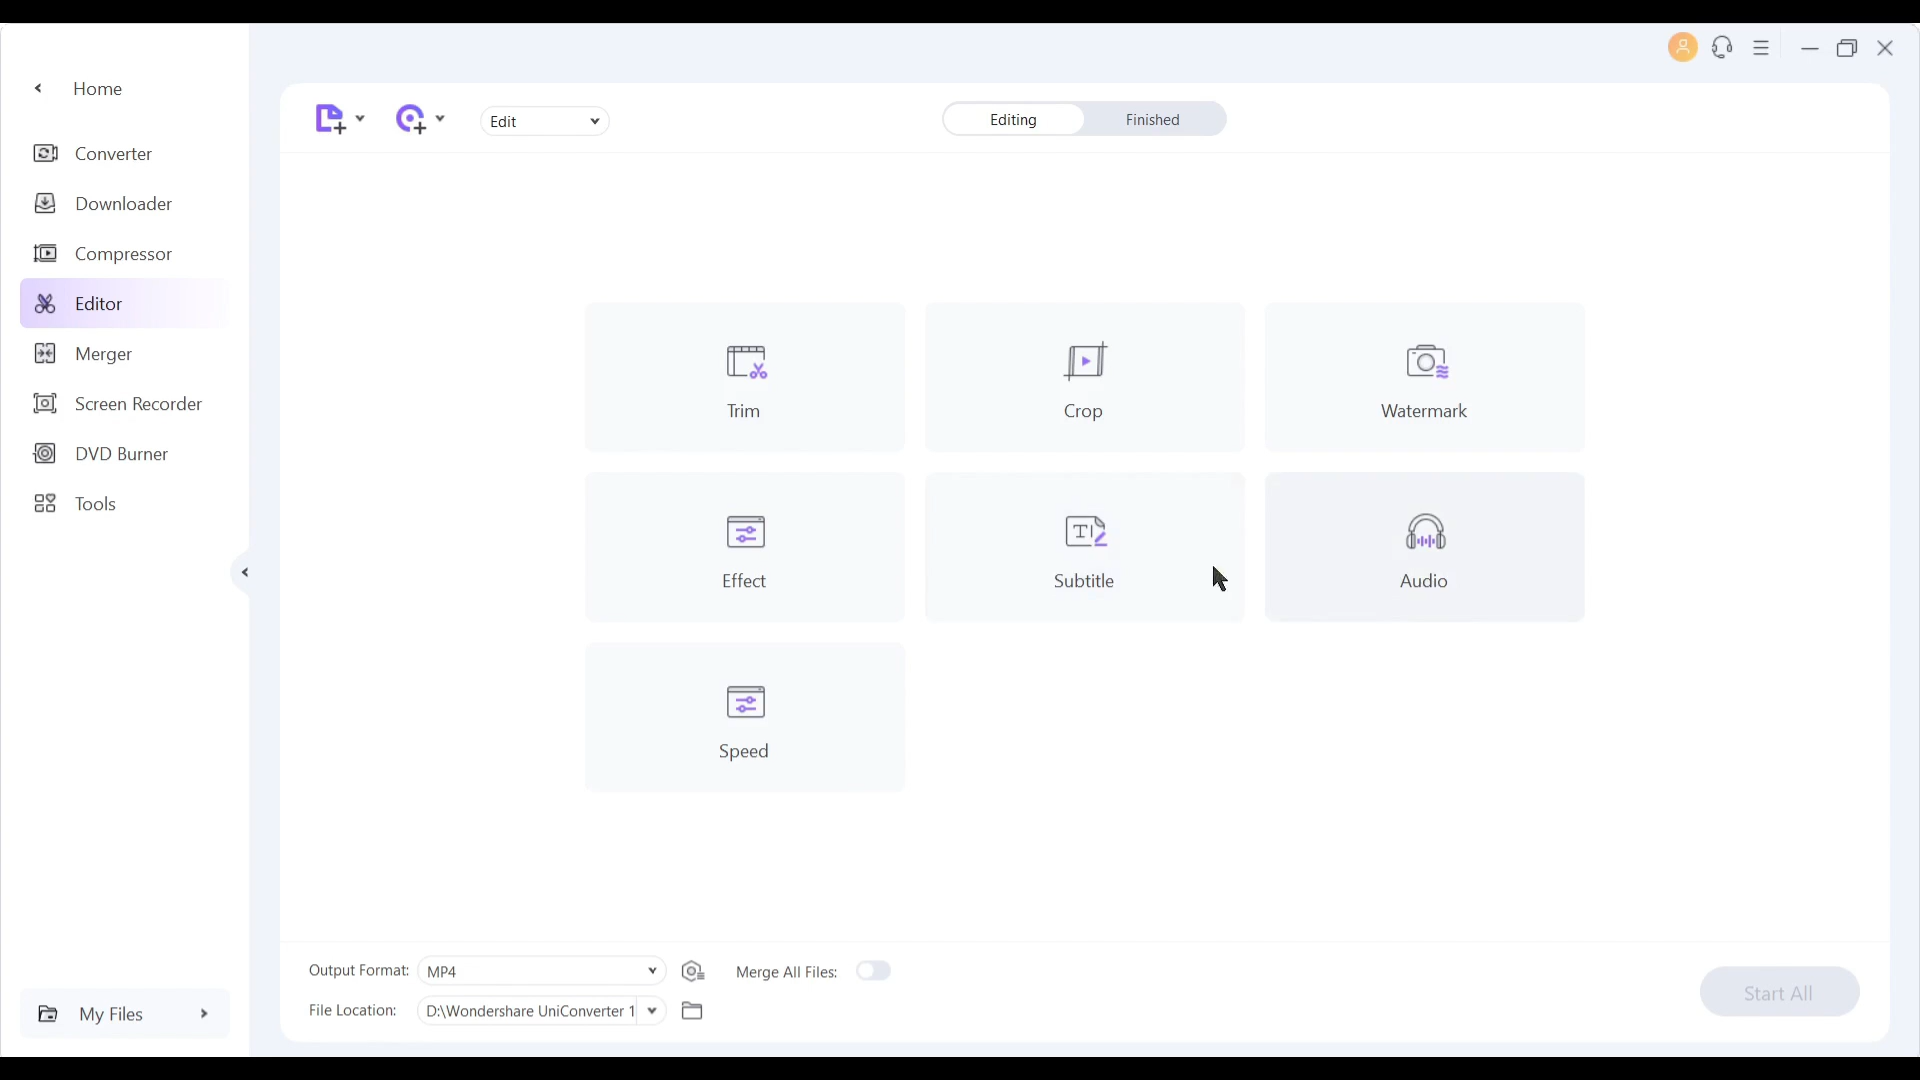 Home
Converter
Downloader
Compressor
Editor
Merger
Screen Recorder
DVD Burner
Tools
My Files
Edit
Editing
Finished
Trim
Crop
Watermark
Effect
Subtitle
Audio
Speed
Output Format:
MP4
Merge All Files:
File Location:
D:\Wondershare UniConverter 1
Start All